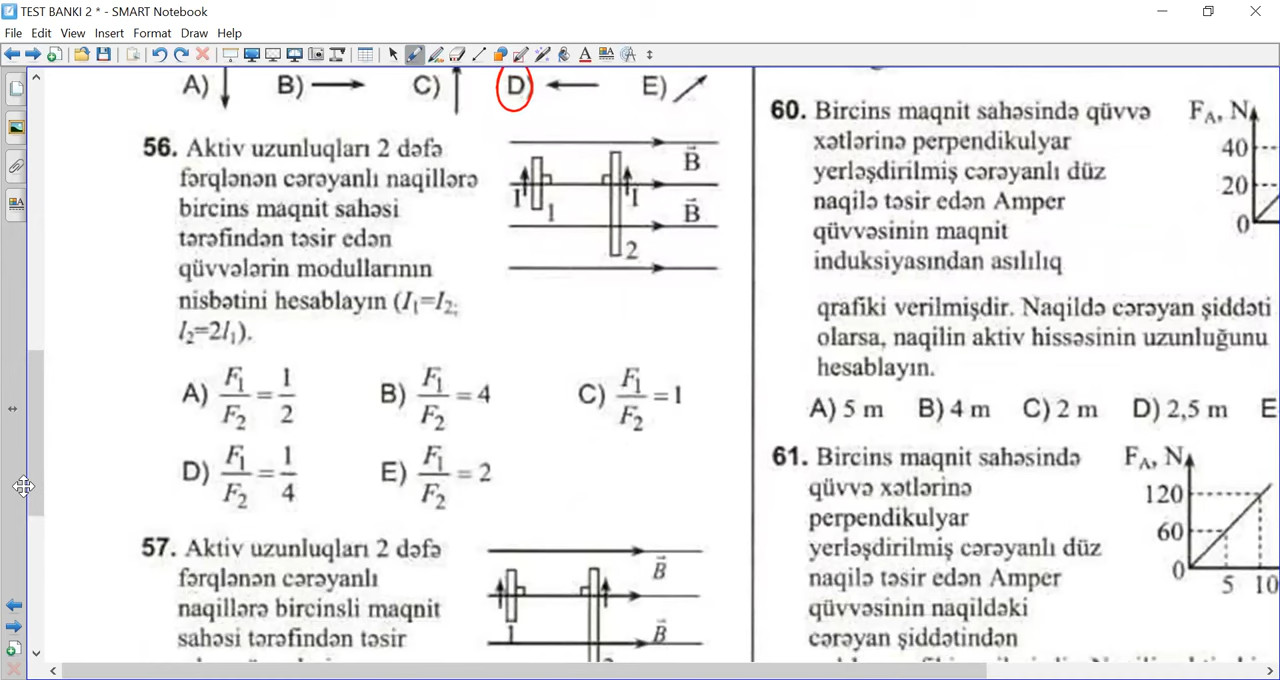 TEST BANKI 2 * - SMART Notebook
File Edit View Insert Format Draw Help
A) B) C) D) E)
56. Aktiv uzunluqları 2 dəfə
fərqlənən cərəyanlı naqillərə
bircins maqnit sahəsi
tərəfindən təsir edən
qüvvələrin modullarının
nisbətini hesablayın (I₁=I₂;
l₂=2l₁).
B⃗
I 1 I
B⃗
2
A) F₁/F₂ = 1/2 B) F₁/F₂ = 4 C) F₁/F₂ = 1
D) F₁/F₂ = 1/4 E) F₁/F₂ = 2
57. Aktiv uzunluqları 2 dəfə
fərqlənən cərəyanlı
naqillərə bircinsli maqnit
sahəsi tərəfindən təsir
B⃗
1
B⃗
60. Bircins maqnit sahəsində qüvvə
xətlərinə perpendikulyar
yerləşdirilmiş cərəyanlı düz
naqilə təsir edən Amper
qüvvəsinin maqnit
induksiyasından asılılıq
qrafiki verilmişdir. Naqildə cərəyan şiddəti
olarsa, naqilin aktiv hissəsinin uzunluğunu
hesablayın.
F_A, N
40
20
0
A) 5 m B) 4 m C) 2 m D) 2,5 m E
61. Bircins maqnit sahəsində
qüvvə xətlərinə
perpendikulyar
yerləşdirilmiş cərəyanlı düz
naqilə təsir edən Amper
qüvvəsinin naqildəki
cərəyan şiddətindən
F_A, N
120
60
0
5 10